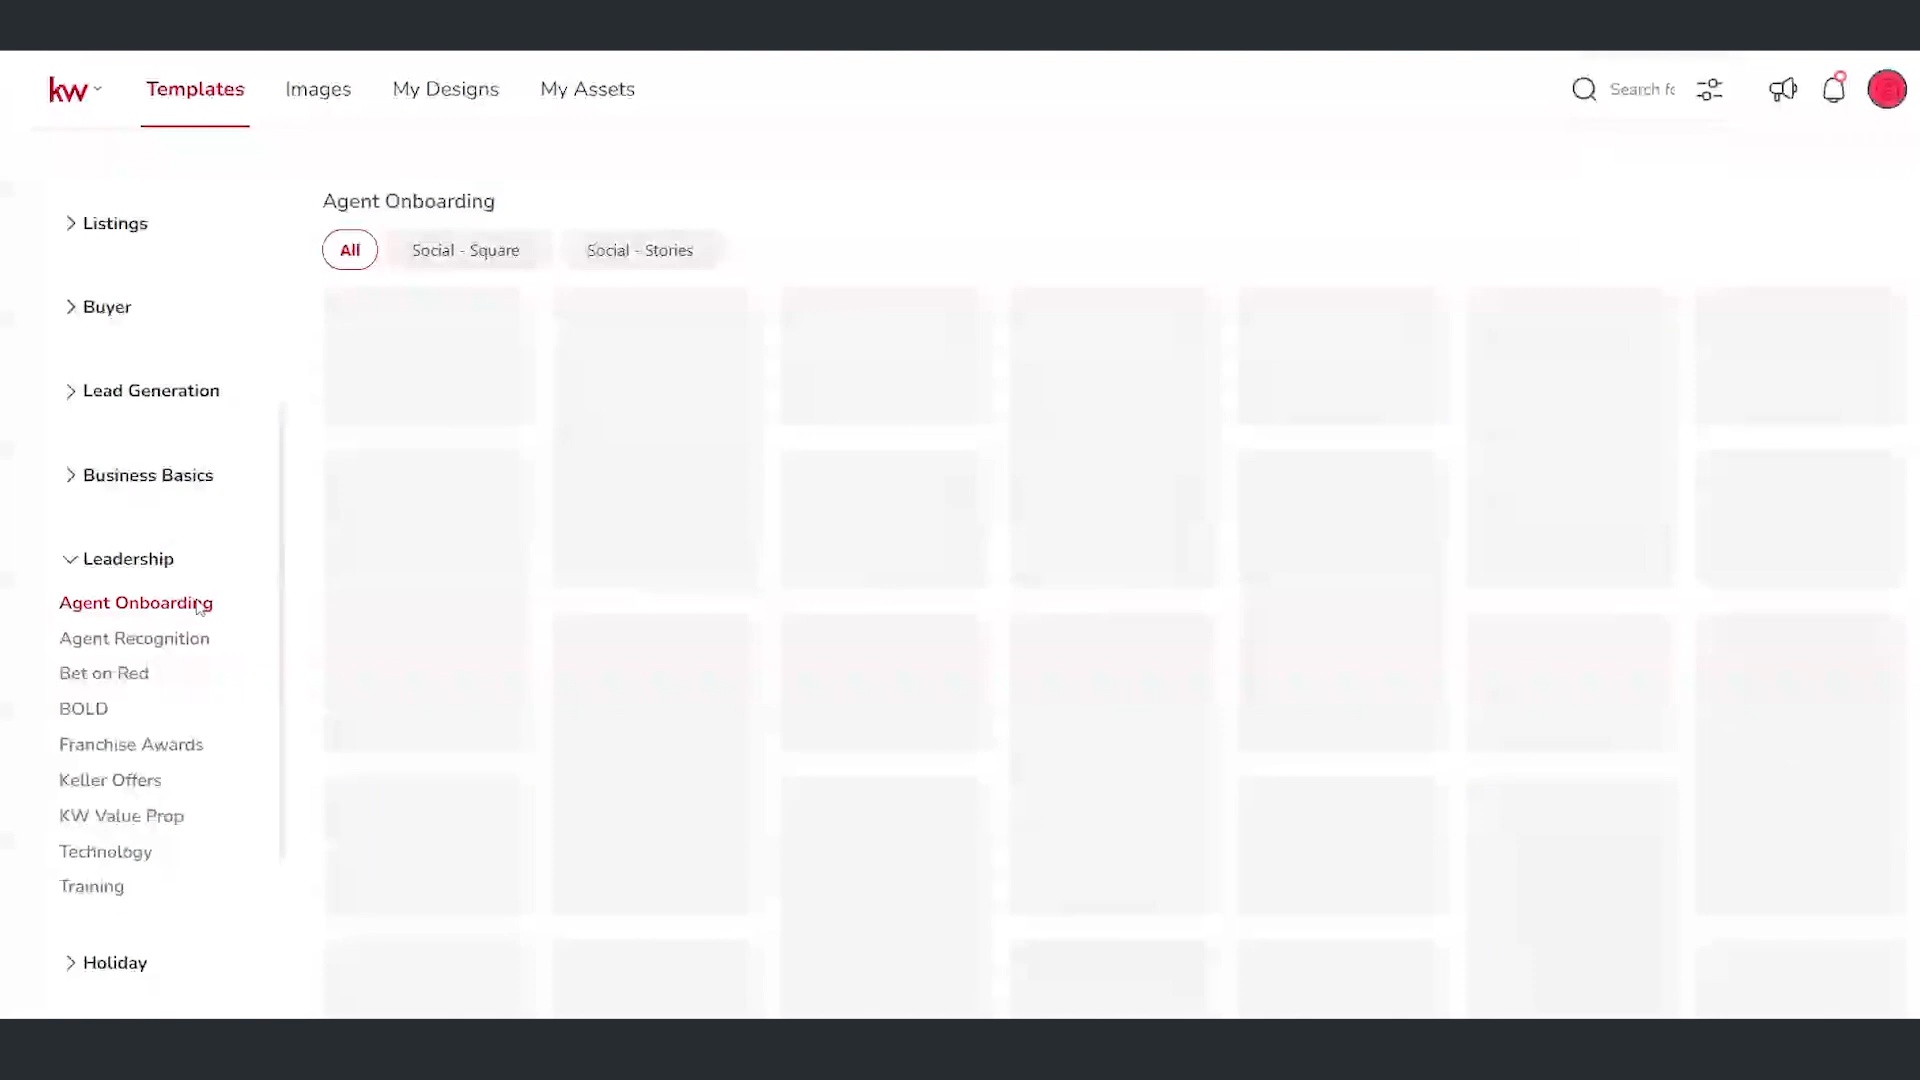 kw
Templates
Images
My Designs
My Assets
Search fo
Listings
Buyer
Lead Generation
Business Basics
Leadership
Agent Onboarding
Agent Recognition
Bet on Red
BOLD
Franchise Awards
Keller Offers
KW Value Prop
Technology
Training
Holiday
Agent Onboarding
All
Social - Square
Social - Stories